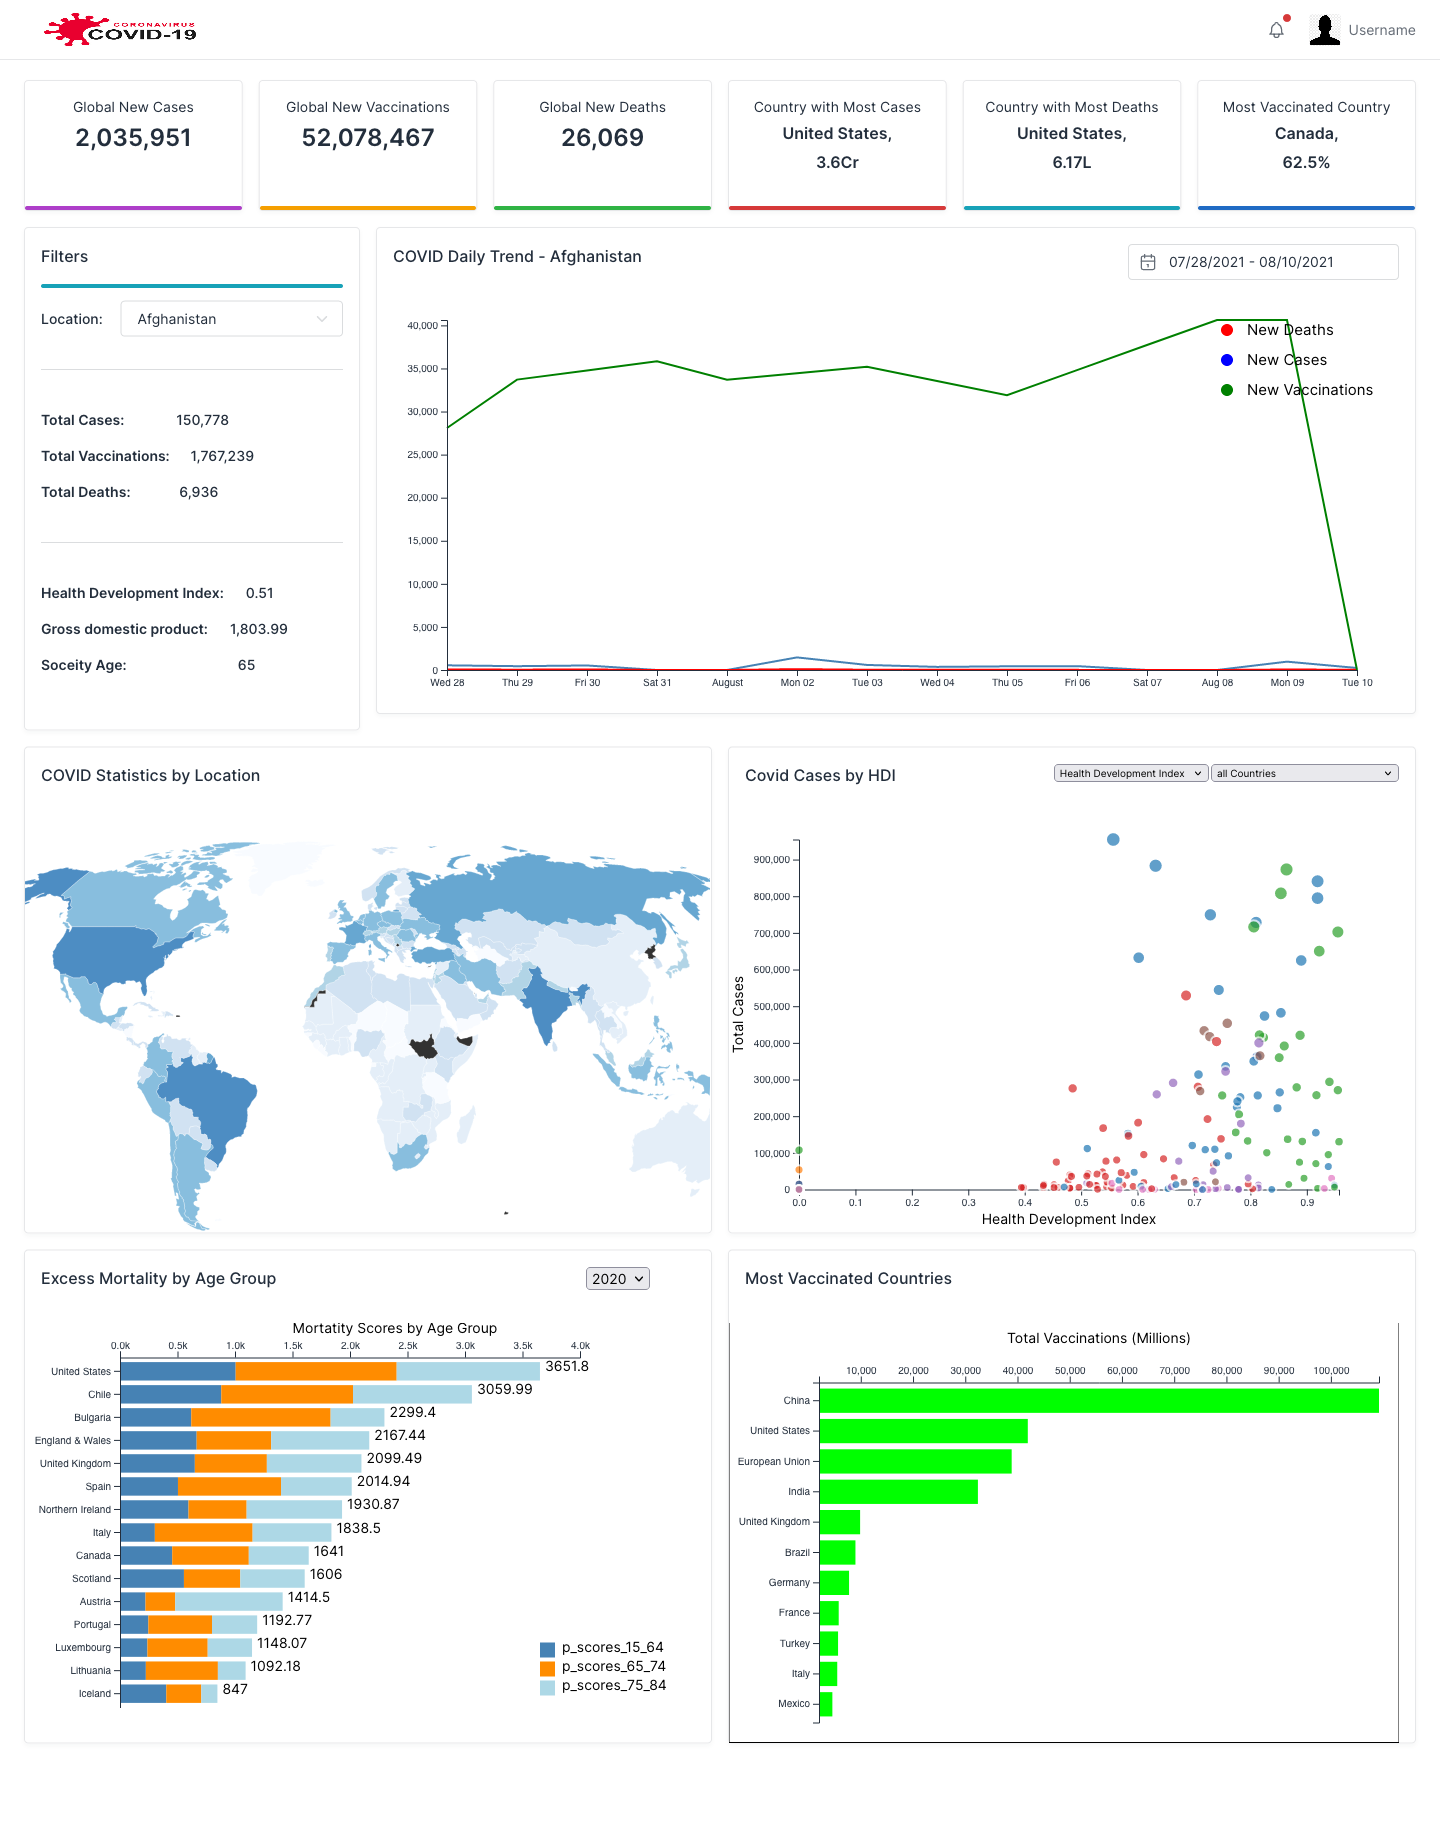 CORONAVIRUS
COVID-19
Username
Global New Cases
2,035,951
Global New Vaccinations
52,078,467
Global New Deaths
26,069
Country with Most Cases
United States,
3.6Cr
Country with Most Deaths
United States,
6.17L
Most Vaccinated Country
Canada,
62.5%
Filters
Location: Afghanistan
Total Cases: 150,778
Total Vaccinations: 1,767,239
Total Deaths: 6,936
Health Development Index: 0.51
Gross domestic product: 1,803.99
Soceity Age: 65
COVID Daily Trend - Afghanistan
07/28/2021 - 08/10/2021
New Deaths
New Cases
New Vaccinations
40,000
35,000
30,000
25,000
20,000
15,000
10,000
5,000
0
Wed 28 Thu 29 Fri 30 Sat 31 August Mon 02 Tue 03 Wed 04 Thu 05 Fri 06 Sat 07 Aug 08 Mon 09 Tue 10
COVID Statistics by Location
Covid Cases by HDI
Health Development Index
all Countries
Total Cases
900,000
800,000
700,000
600,000
500,000
400,000
300,000
200,000
100,000
0
0.0 0.1 0.2 0.3 0.4 0.5 0.6 0.7 0.8 0.9
Health Development Index
Excess Mortality by Age Group
2020
Mortatity Scores by Age Group
0.0k 0.5k 1.0k 1.5k 2.0k 2.5k 3.0k 3.5k 4.0k
United States 3651.8
Chile 3059.99
Bulgaria 2299.4
England & Wales 2167.44
United Kingdom 2099.49
Spain 2014.94
Northern Ireland 1930.87
Italy 1838.5
Canada 1641
Scotland 1606
Austria 1414.5
Portugal 1192.77
Luxembourg 1148.07
Lithuania 1092.18
Iceland 847
p_scores_15_64
p_scores_65_74
p_scores_75_84
Most Vaccinated Countries
Total Vaccinations (Millions)
10,000 20,000 30,000 40,000 50,000 60,000 70,000 80,000 90,000 100,000
China
United States
European Union
India
United Kingdom
Brazil
Germany
France
Turkey
Italy
Mexico